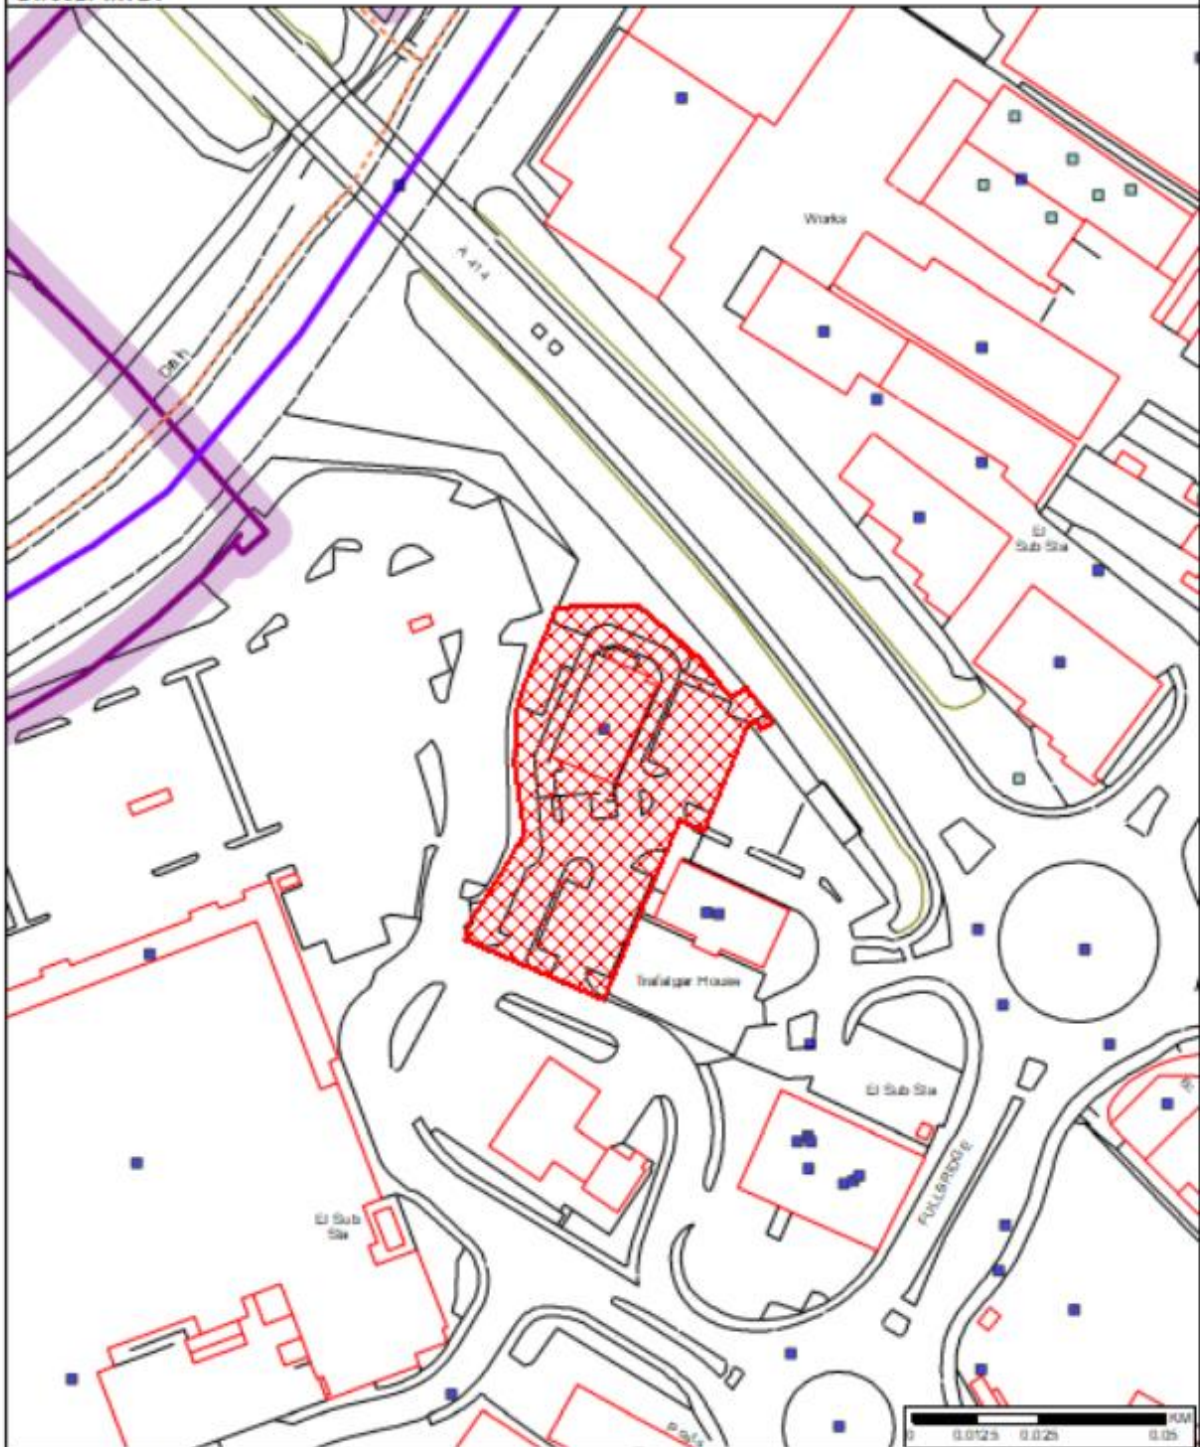 Works
A 414
Path
El
Sub Sta
Trafalgar House
El Sub Sta
FULLBRIDGE
El Sub
Sta
KM
0 0.0125 0.025 0.05